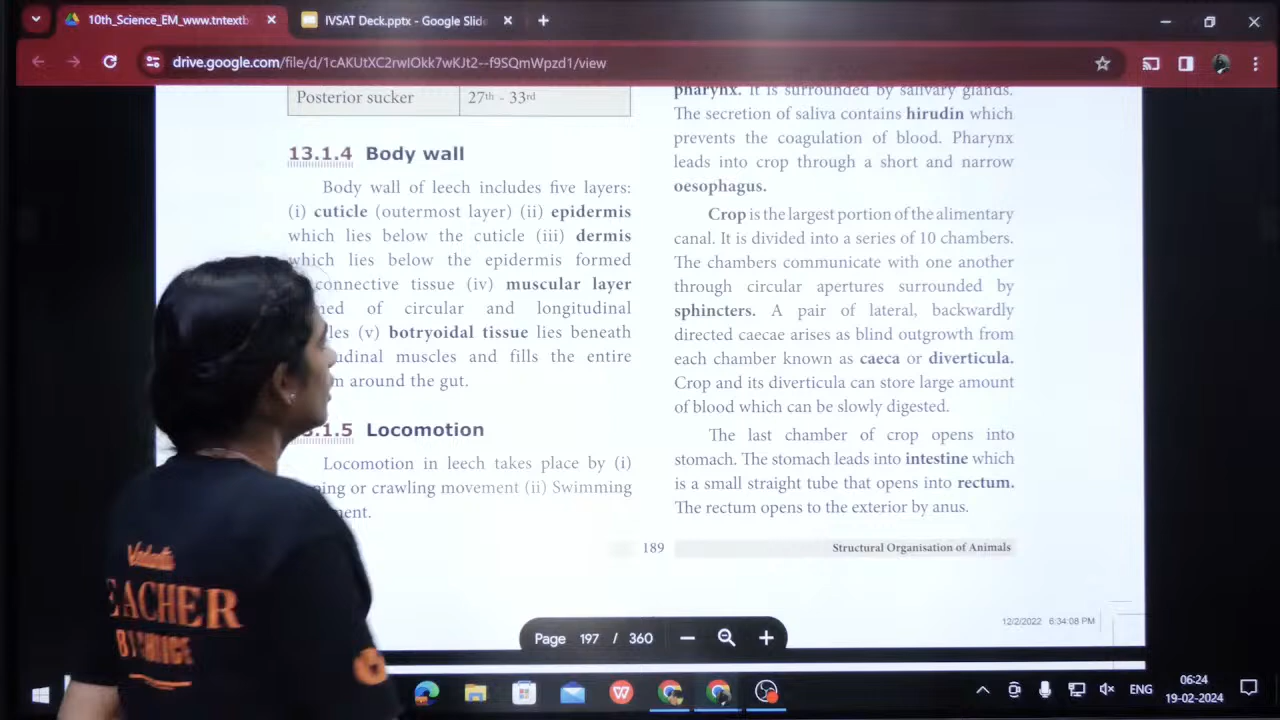 10th_Science_EM_www.tntextb
IVSAT Deck.pptx - Google Slide
drive.google.com/file/d/1cAKUtXC2rwIOkk7wKJt2--f9SQmWpzd1/view
Posterior sucker 27th - 33rd
13.1.4 Body wall
Body wall of leech includes five layers:
(i) cuticle (outermost layer) (ii) epidermis
which lies below the cuticle (iii) dermis
which lies below the epidermis formed
connective tissue (iv) muscular layer
of circular and longitudinal
(v) botryoidal tissue lies beneath
muscles and fills the entire
around the gut.
13.1.5 Locomotion
Locomotion in leech takes place by (i)
or crawling movement (ii) Swimming
pharynx. It is surrounded by salivary glands.
The secretion of saliva contains hirudin which
prevents the coagulation of blood. Pharynx
leads into crop through a short and narrow
oesophagus.
Crop is the largest portion of the alimentary
canal. It is divided into a series of 10 chambers.
The chambers communicate with one another
through circular apertures surrounded by
sphincters. A pair of lateral, backwardly
directed caecae arises as blind outgrowth from
each chamber known as caeca or diverticula.
Crop and its diverticula can store large amount
of blood which can be slowly digested.
The last chamber of crop opens into
stomach. The stomach leads into intestine which
is a small straight tube that opens into rectum.
The rectum opens to the exterior by anus.
189
Structural Organisation of Animals
12/2/2022 6:34:08 PM
Page 197 / 360
Vedantu
TEACHER
BY CHOICE
ENG
06:24
19-02-2024